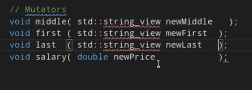 // Mutators
void middle( std::string_view newMiddle   );
void first ( std::string_view mewFirst  );
void last  ( std::string_view newLast   );
void salary( double newPrice            );